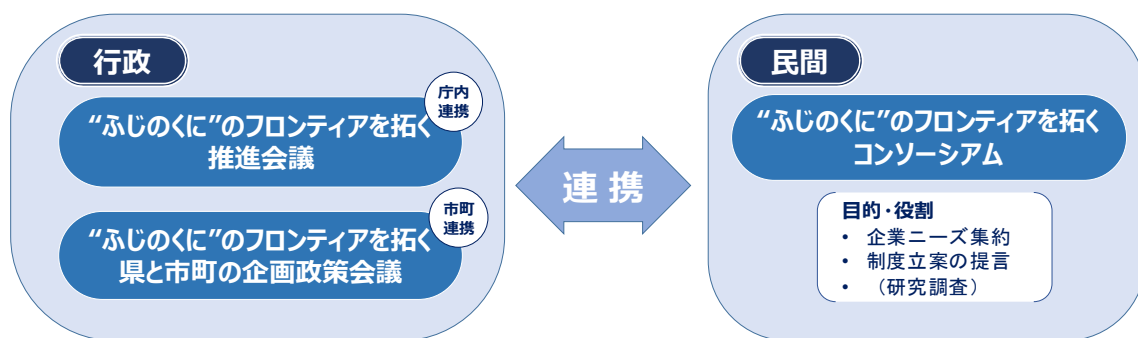 行政
庁内
連携
“ふじのくに”のフロンティアを拓く
推進会議
市町
連携
“ふじのくに”のフロンティアを拓く
県と市町の企画政策会議
連 携
民間
“ふじのくに”のフロンティアを拓く
コンソーシアム
目的・役割
• 企業ニーズ集約
• 制度立案の提言
• （研究調査）